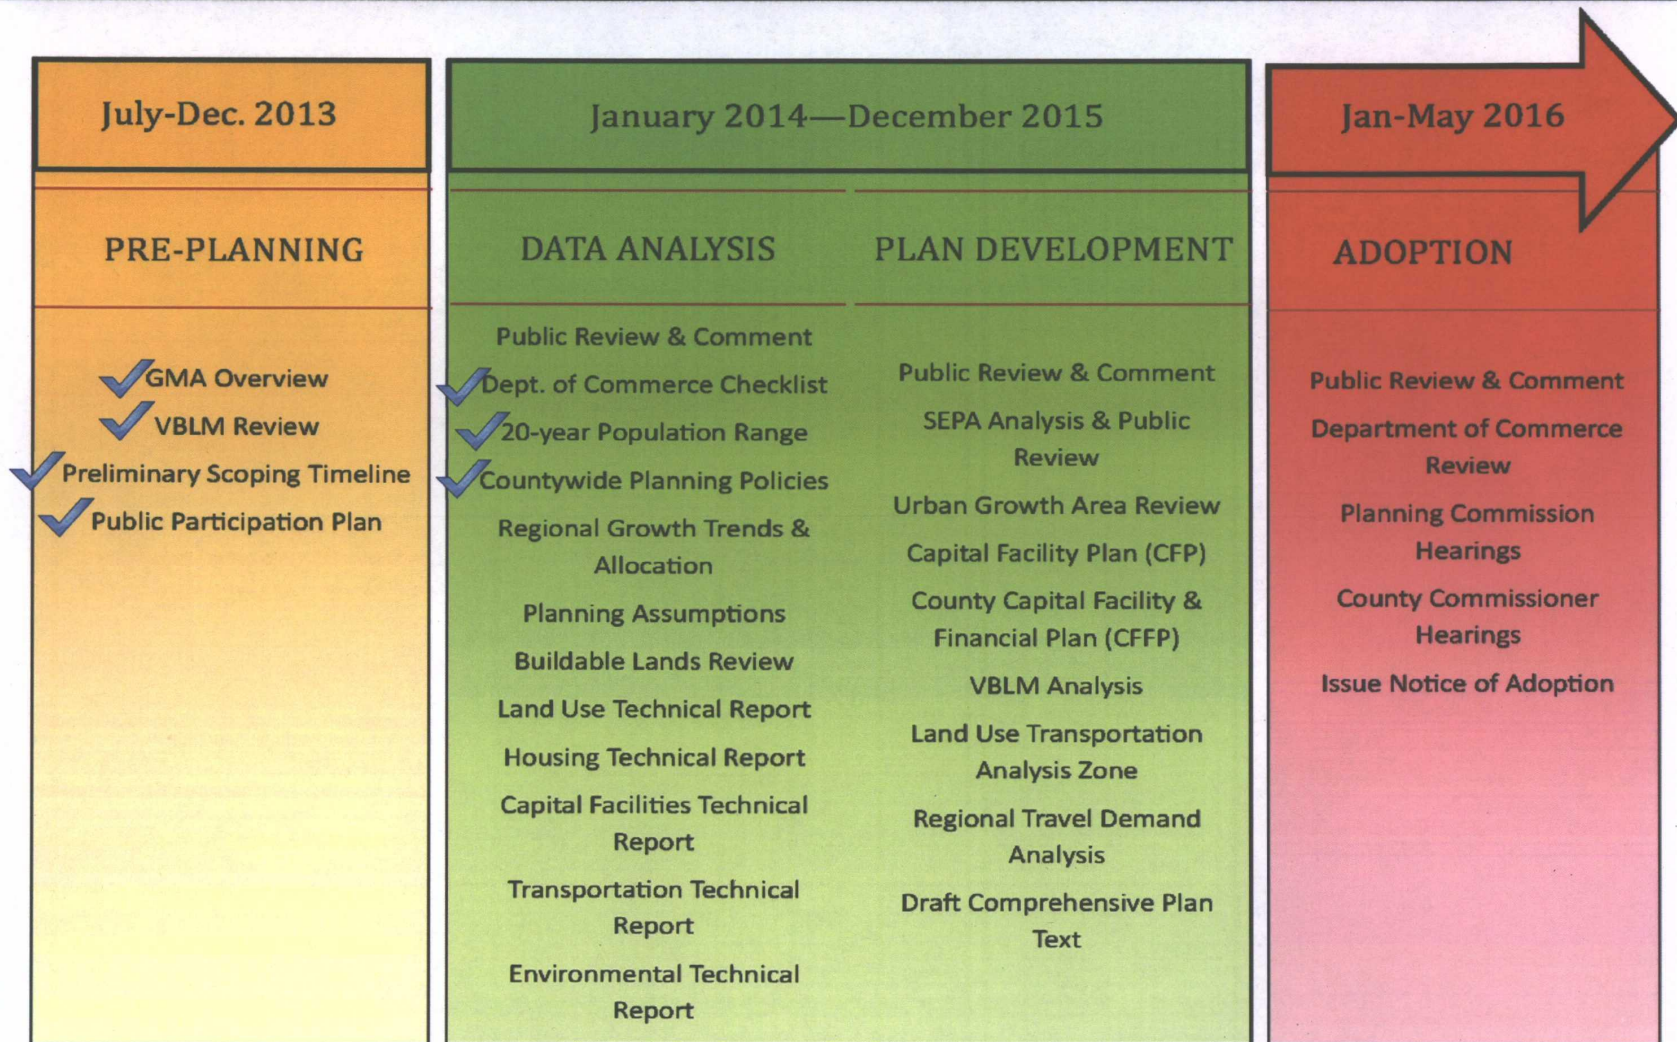 July-Dec. 2013
PRE-PLANNING
GMA Overview
VBLM Review
Preliminary Scoping Timeline
Public Participation Plan
January 2014—December 2015
DATA ANALYSIS
Public Review & Comment
Dept. of Commerce Checklist
20-year Population Range
Countywide Planning Policies
Regional Growth Trends &
Allocation
Planning Assumptions
Buildable Lands Review
Land Use Technical Report
Housing Technical Report
Capital Facilities Technical
Report
Transportation Technical
Report
Environmental Technical
Report
PLAN DEVELOPMENT
Public Review & Comment
SEPA Analysis & Public
Review
Urban Growth Area Review
Capital Facility Plan (CFP)
County Capital Facility &
Financial Plan (CFFP)
VBLM Analysis
Land Use Transportation
Analysis Zone
Regional Travel Demand
Analysis
Draft Comprehensive Plan
Text
Jan-May 2016
ADOPTION
Public Review & Comment
Department of Commerce
Review
Planning Commission
Hearings
County Commissioner
Hearings
Issue Notice of Adoption